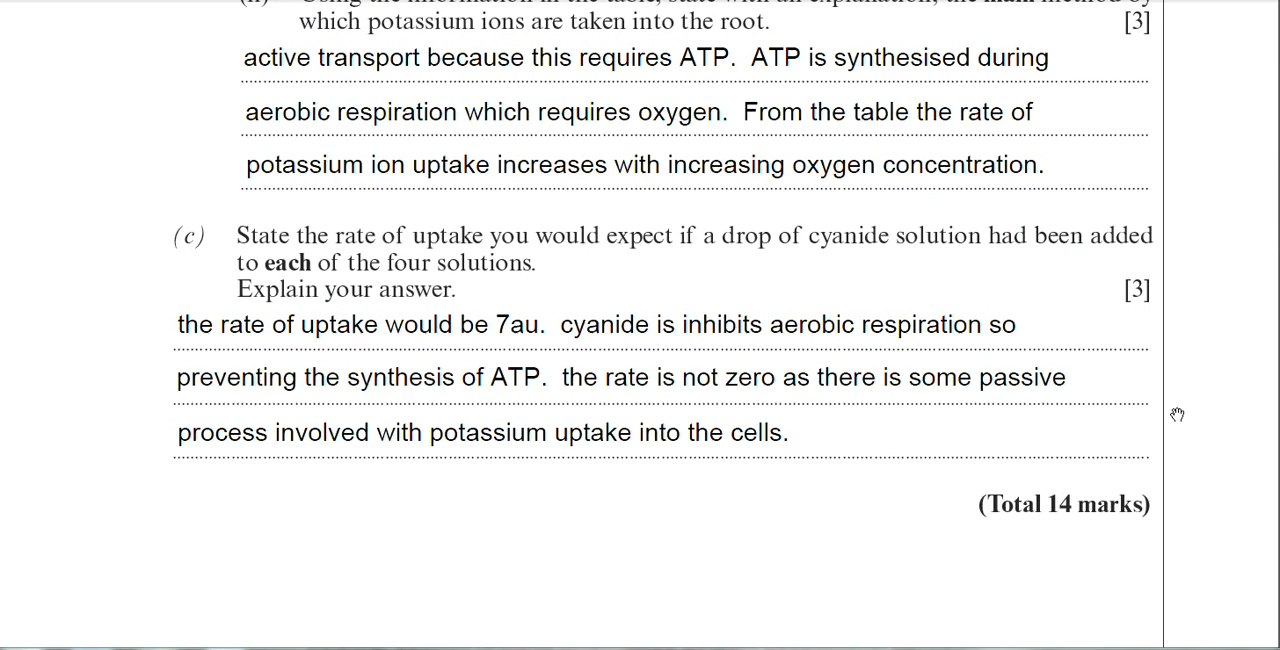 which potassium ions are taken into the root. [3]
active transport because this requires ATP. ATP is synthesised during
aerobic respiration which requires oxygen. From the table the rate of
potassium ion uptake increases with increasing oxygen concentration.
(c) State the rate of uptake you would expect if a drop of cyanide solution had been added
to each of the four solutions.
Explain your answer. [3]
the rate of uptake would be 7au. cyanide is inhibits aerobic respiration so
preventing the synthesis of ATP. the rate is not zero as there is some passive
process involved with potassium uptake into the cells.
(Total 14 marks)